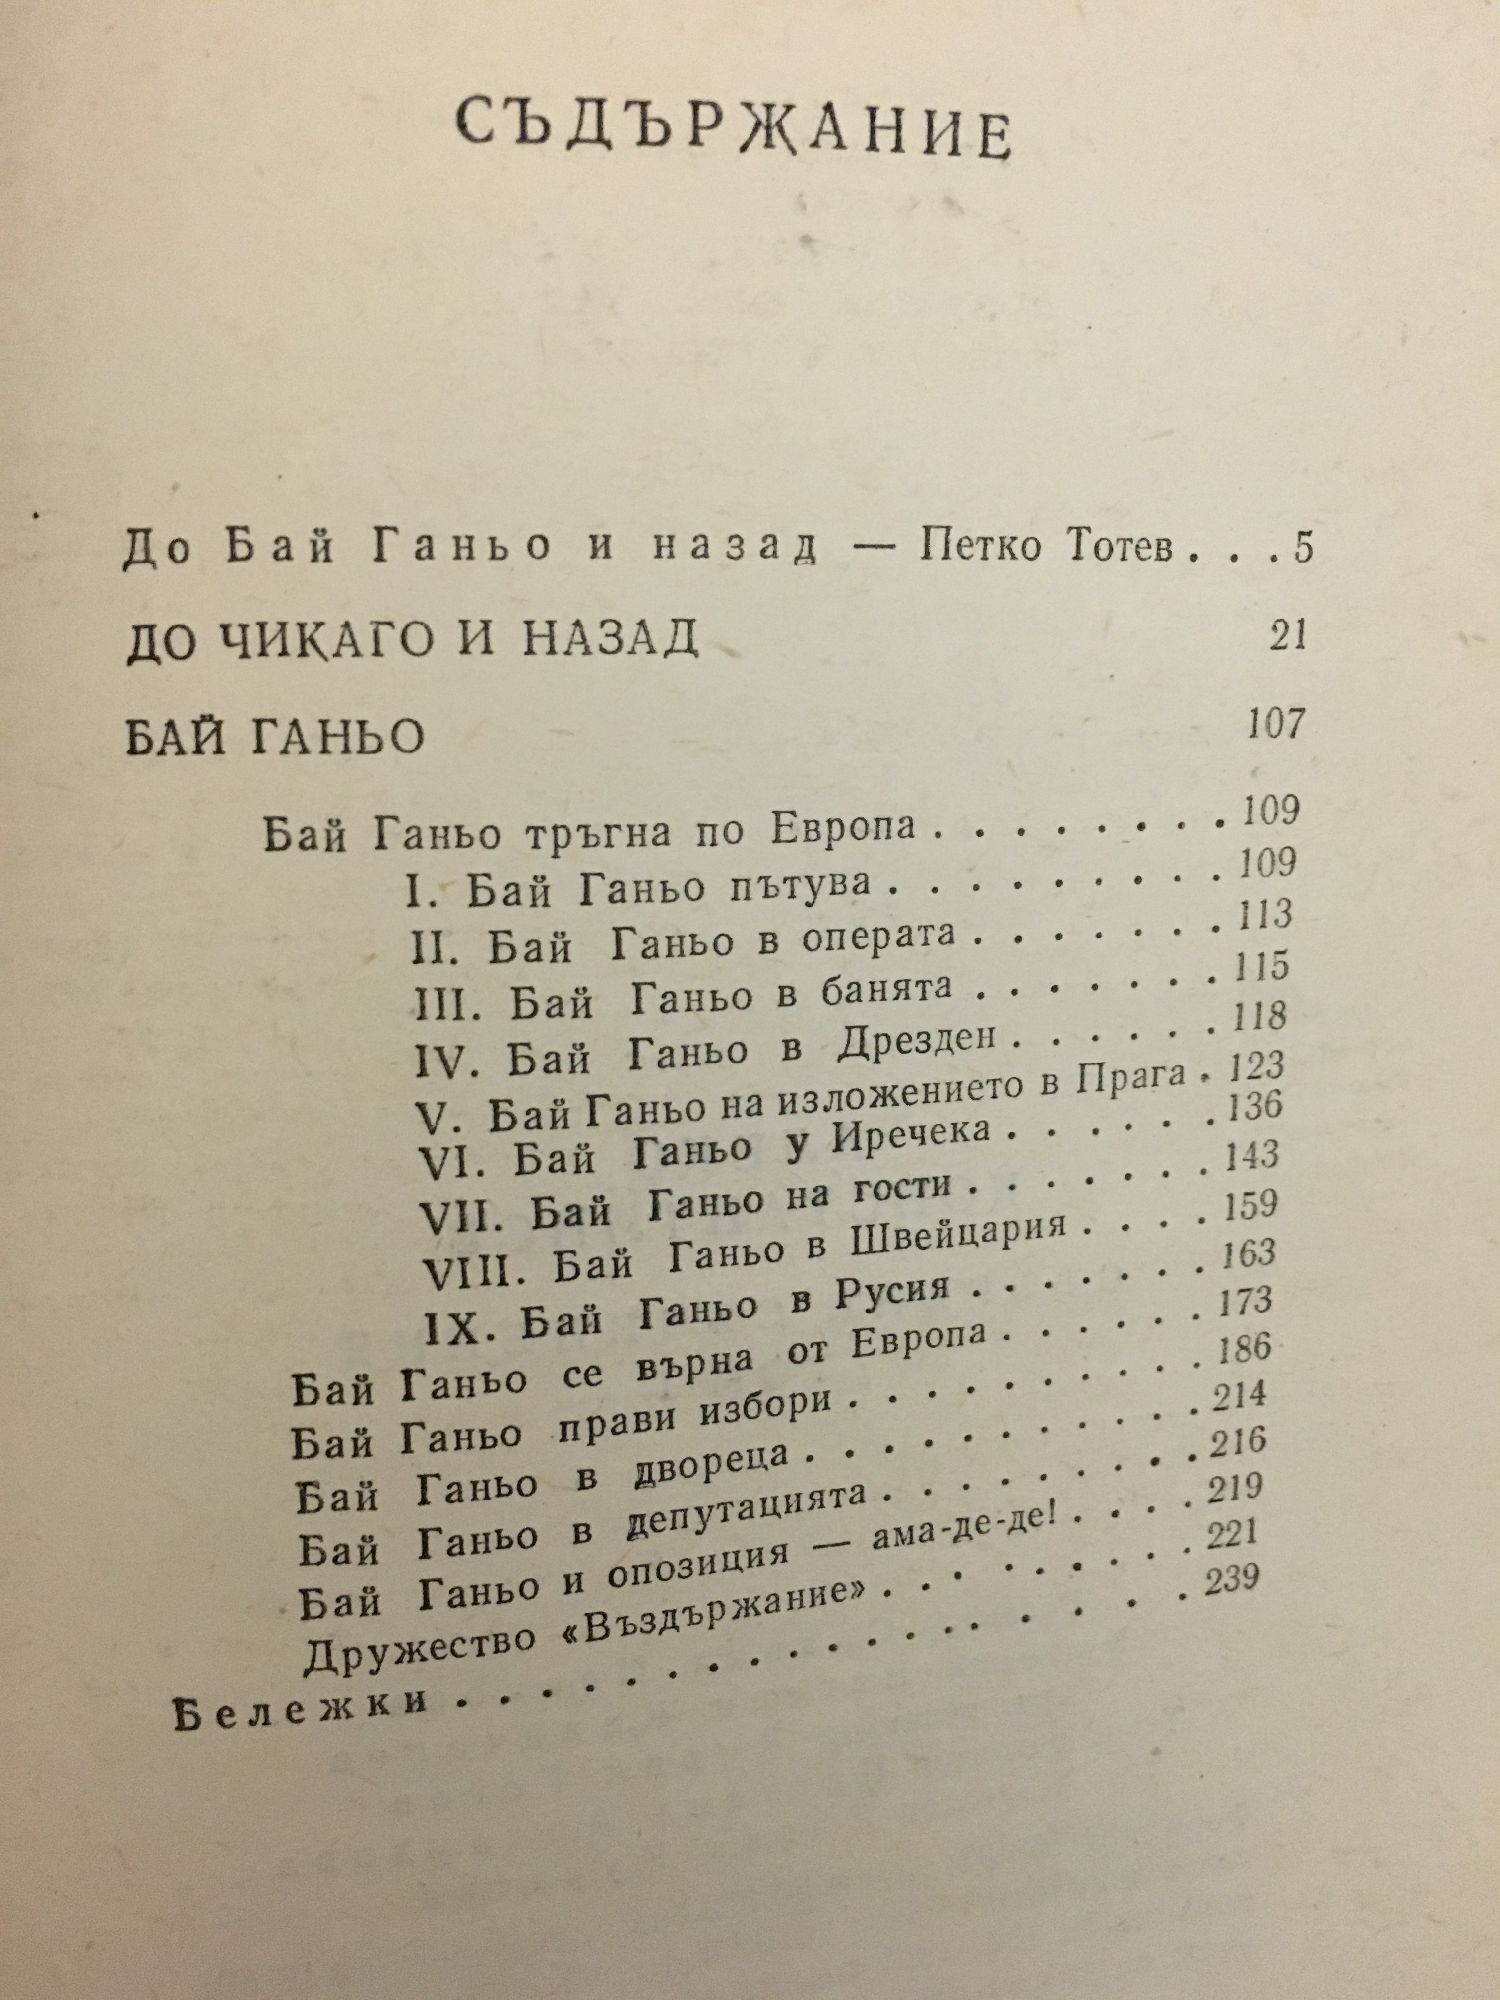 СЪДЪРЖАНИЕ
До Бай Ганьо и назад — Петко Тотев . . . 5
ДО ЧИКАГО И НАЗАД 21
БАЙ ГАНЬО 107
Бай Ганьо тръгна по Европа . . . . . . . . 109
I. Бай Ганьо пътува . . . . . . . . . 109
II. Бай Ганьо в операта . . . . . . . 113
III. Бай Ганьо в банята . . . . . . . 115
IV. Бай Ганьо в Дрезден . . . . . . 118
V. Бай Ганьо на изложението в Прага . 123
VI. Бай Ганьо у Иречека . . . . . . 136
VII. Бай Ганьо на гости . . . . . . . 143
VIII. Бай Ганьо в Швейцария . . . . 159
IX. Бай Ганьо в Русия . . . . . . . 163
Бай Ганьо се върна от Европа . . . . . . 173
Бай Ганьо прави избори . . . . . . . . . 186
Бай Ганьо в двореца . . . . . . . . . . 214
Бай Ганьо в депутацията . . . . . . . . . 216
Бай Ганьо и опозиция — ама-де-де! . . . . 219
Дружество «Въздържание» . . . . . . . . 221
Бележки . . . . . . . . . . . . . . . . . 239